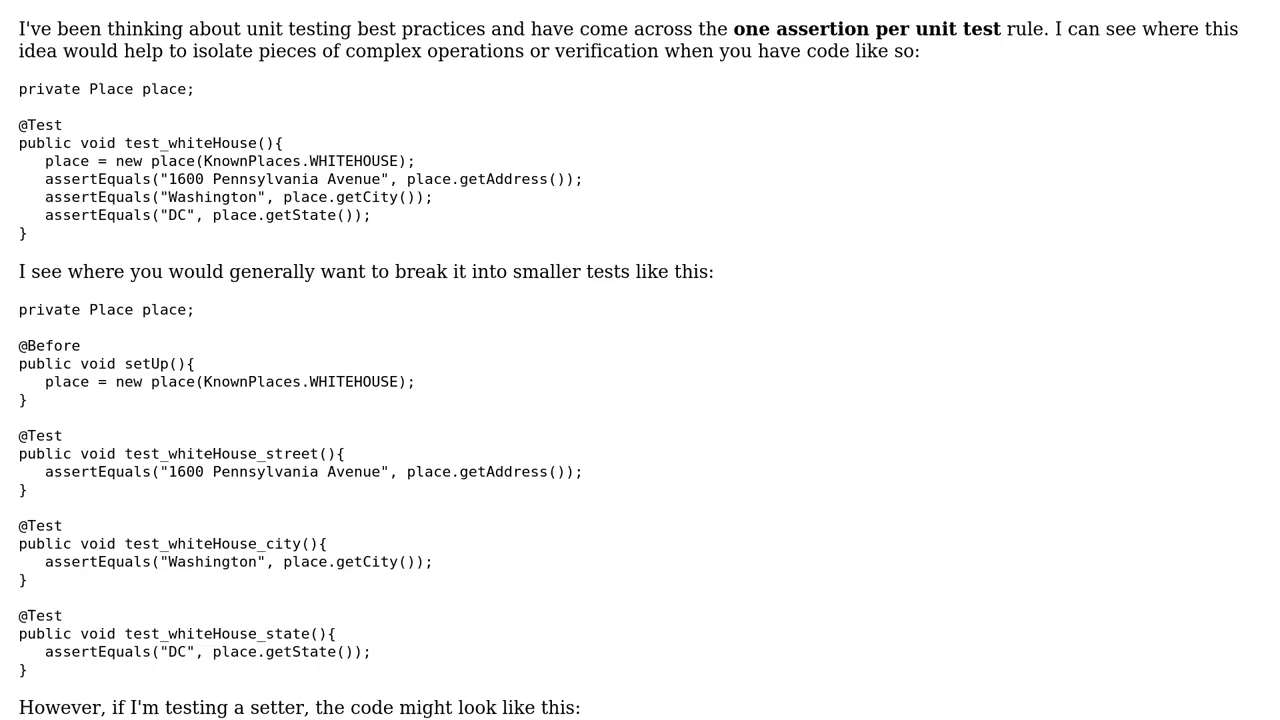 I've been thinking about unit testing best practices and have come across the one assertion per unit test rule. I can see where this
idea would help to isolate pieces of complex operations or verification when you have code like so:
private Place place;
@Test
public void test_whiteHouse(){
   place = new place(KnownPlaces.WHITEHOUSE);
   assertEquals("1600 Pennsylvania Avenue", place.getAddress());
   assertEquals("Washington", place.getCity());
   assertEquals("DC", place.getState());
}
I see where you would generally want to break it into smaller tests like this:
private Place place;
@Before
public void setUp(){
   place = new place(KnownPlaces.WHITEHOUSE);
}
@Test
public void test_whiteHouse_street(){
   assertEquals("1600 Pennsylvania Avenue", place.getAddress());
}
@Test
public void test_whiteHouse_city(){
   assertEquals("Washington", place.getCity());
}
@Test
public void test_whiteHouse_state(){
   assertEquals("DC", place.getState());
}
However, if I'm testing a setter, the code might look like this: